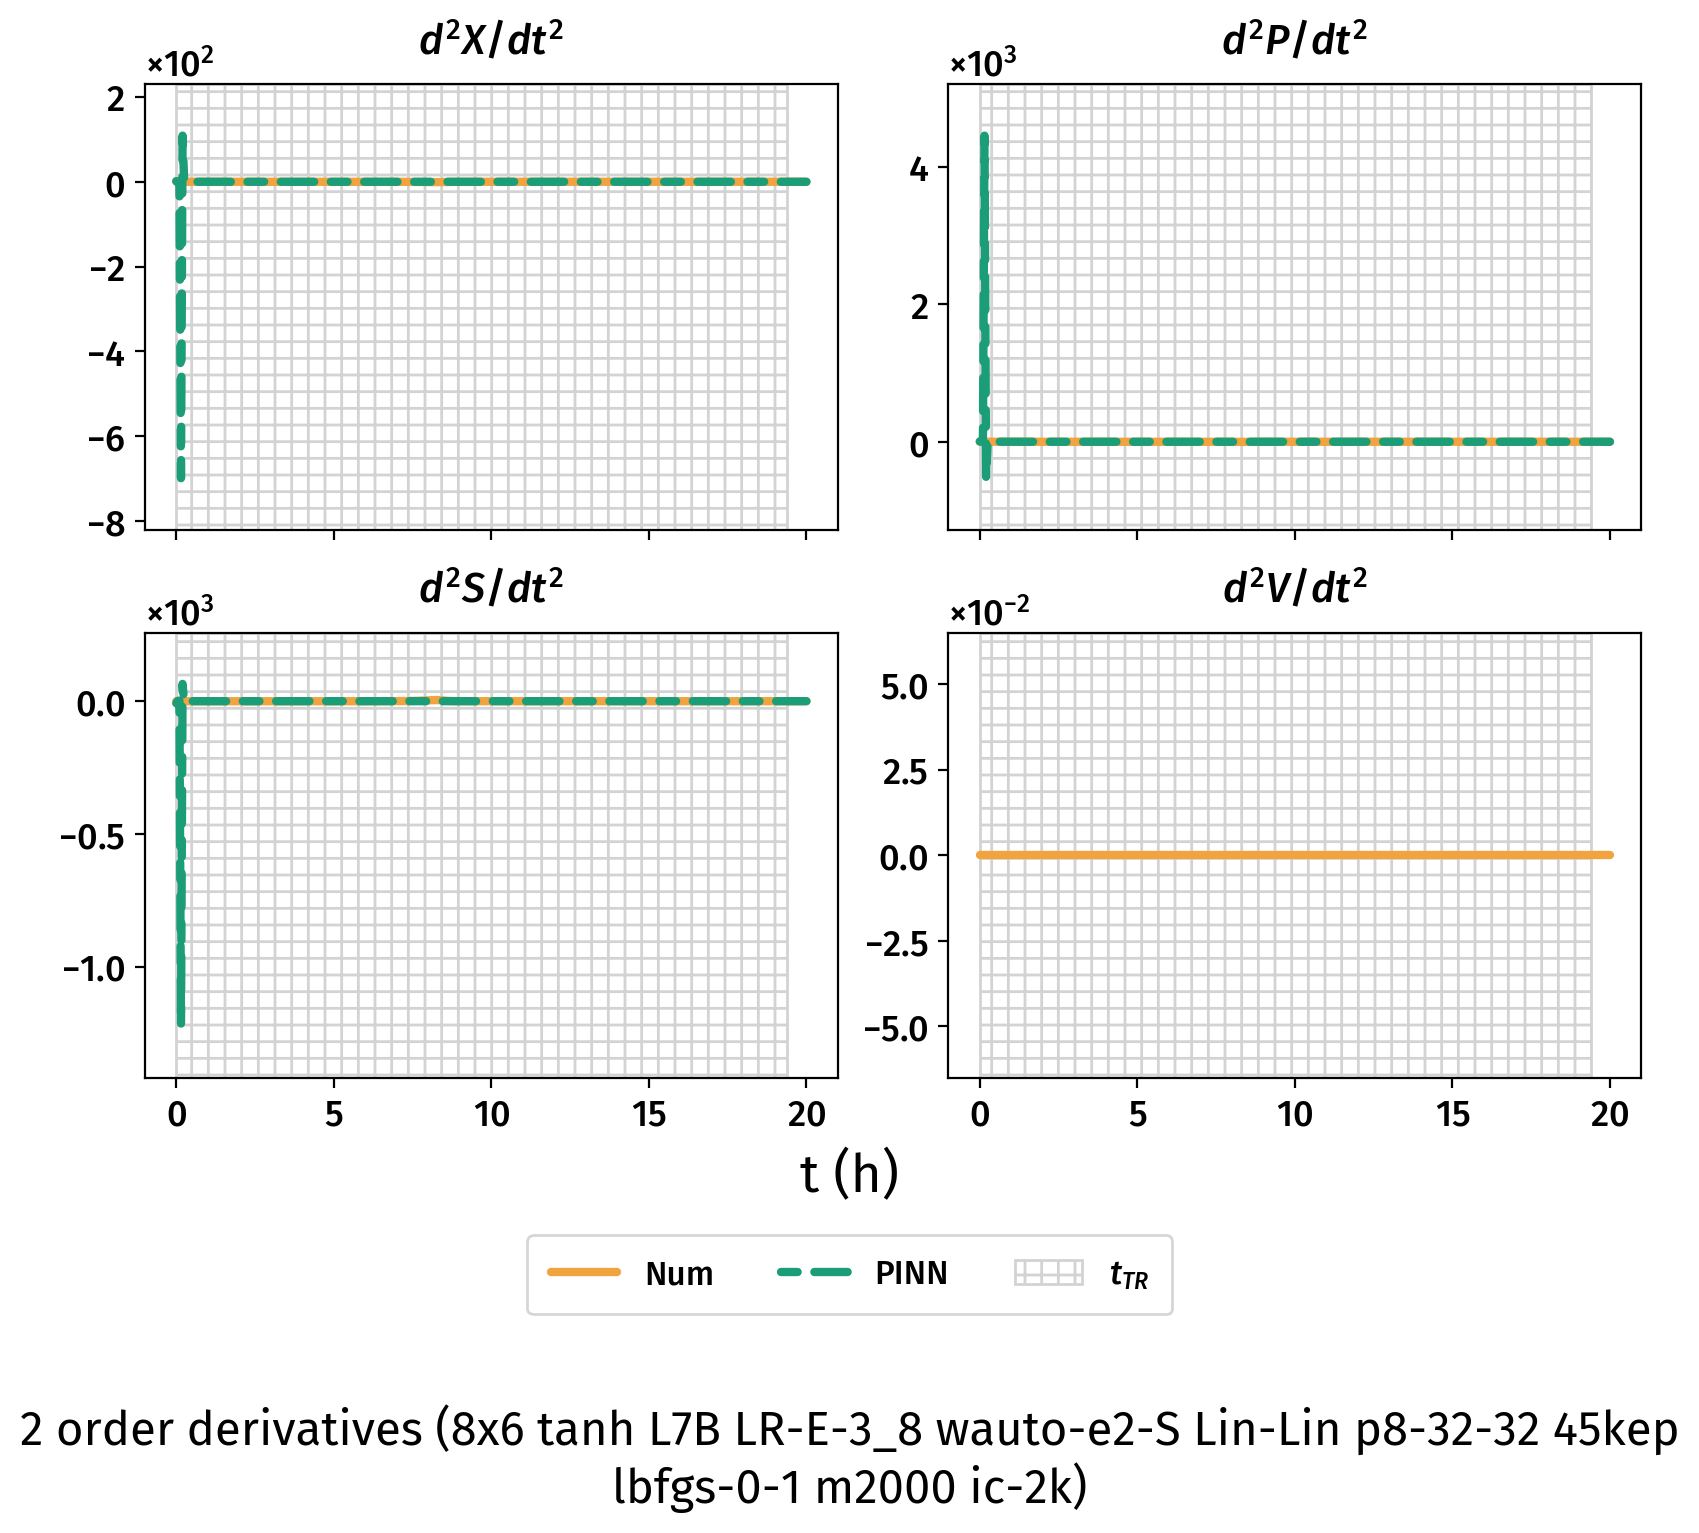 d²X/dt²
×10²
2
0
−2
−4
−6
−8
d²P/dt²
×10³
4
2
0
d²S/dt²
×10³
0.0
−0.5
−1.0
0 5 10 15 20
d²V/dt²
×10⁻²
5.0
2.5
0.0
−2.5
−5.0
0 5 10 15 20
t (h)
Num PINN t_TR
2 order derivatives (8x6 tanh L7B LR-E-3_8 wauto-e2-S Lin-Lin p8-32-32 45kep
lbfgs-0-1 m2000 ic-2k)